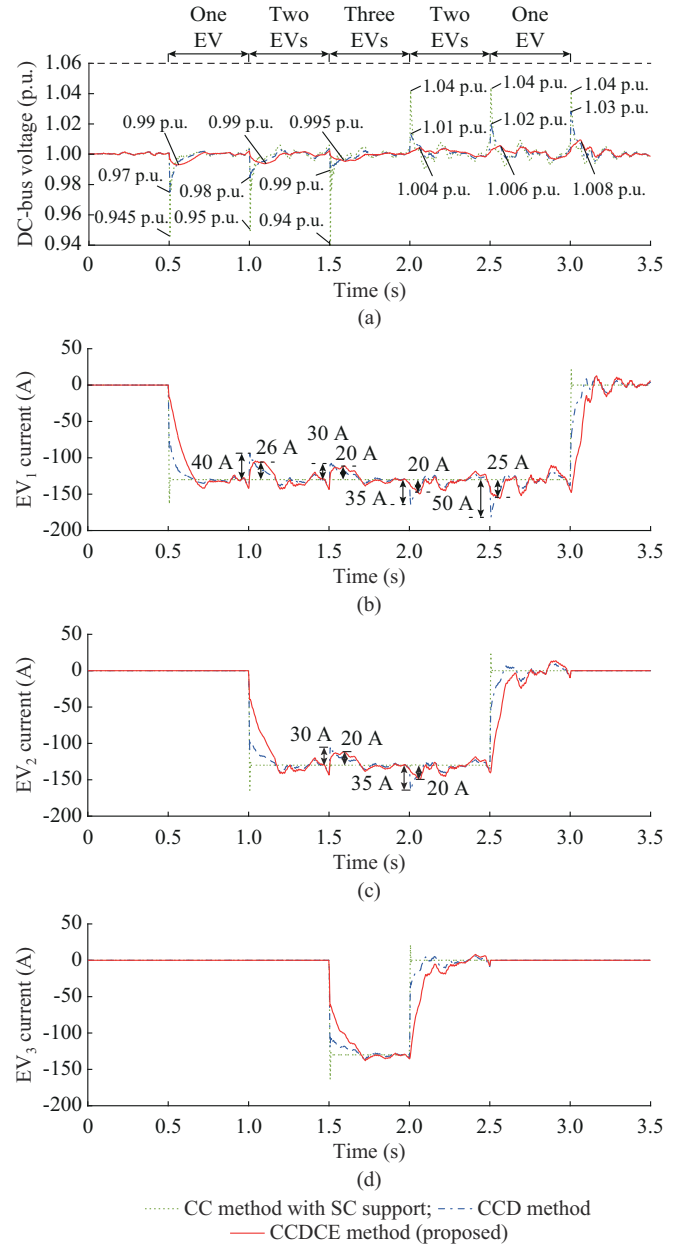 One EV
Two EVs
Three EVs
Two EVs
One EV
DC-bus voltage (p.u.)
1.06
1.04
1.02
1.00
0.98
0.96
0.94
0.99 p.u.
0.99 p.u.
0.995 p.u.
1.04 p.u.
1.04 p.u.
1.04 p.u.
1.01 p.u.
1.02 p.u.
1.03 p.u.
0.97 p.u.
0.98 p.u.
0.99 p.u.
1.004 p.u.
1.006 p.u.
1.008 p.u.
0.945 p.u.
0.95 p.u.
0.94 p.u.
0 0.5 1.0 1.5 2.0 2.5 3.0 3.5
Time (s)
(a)
EV1 current (A)
50
0
-50
-100
-150
-200
40 A
26 A
30 A
20 A
35 A
20 A
50 A
25 A
0 0.5 1.0 1.5 2.0 2.5 3.0 3.5
Time (s)
(b)
EV2 current (A)
50
0
-50
-100
-150
-200
30 A
20 A
35 A
20 A
0 0.5 1.0 1.5 2.0 2.5 3.0 3.5
Time (s)
(c)
EV3 current (A)
50
0
-50
-100
-150
-200
0 0.5 1.0 1.5 2.0 2.5 3.0 3.5
Time (s)
(d)
CC method with SC support; CCD method
CCDCE method (proposed)